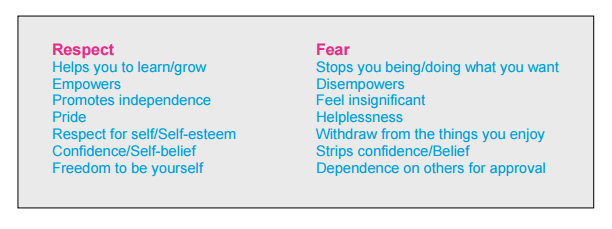 Respect
Helps you to learn/grow
Empowers
Promotes independence
Pride
Respect for self/Self-esteem
Confidence/Self-belief
Freedom to be yourself
Fear
Stops you being/doing what you want
Disempowers
Feel insignificant
Helplessness
Withdraw from the things you enjoy
Strips confidence/Belief
Dependence on others for approval